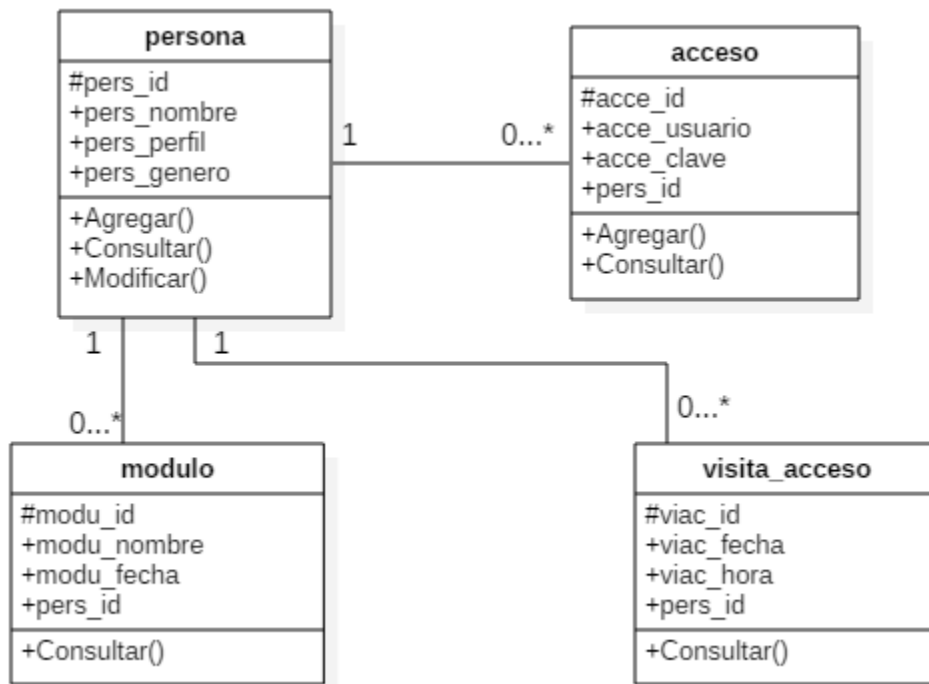 persona
#pers_id
+pers_nombre
+pers_perfil
+pers_genero
+Agregar()
+Consultar()
+Modificar()
acceso
#acce_id
+acce_usuario
+acce_clave
+pers_id
+Agregar()
+Consultar()
1
0...*
1
0...*
1
0...*
modulo
#modu_id
+modu_nombre
+modu_fecha
+pers_id
+Consultar()
visita_acceso
#viac_id
+viac_fecha
+viac_hora
+pers_id
+Consultar()